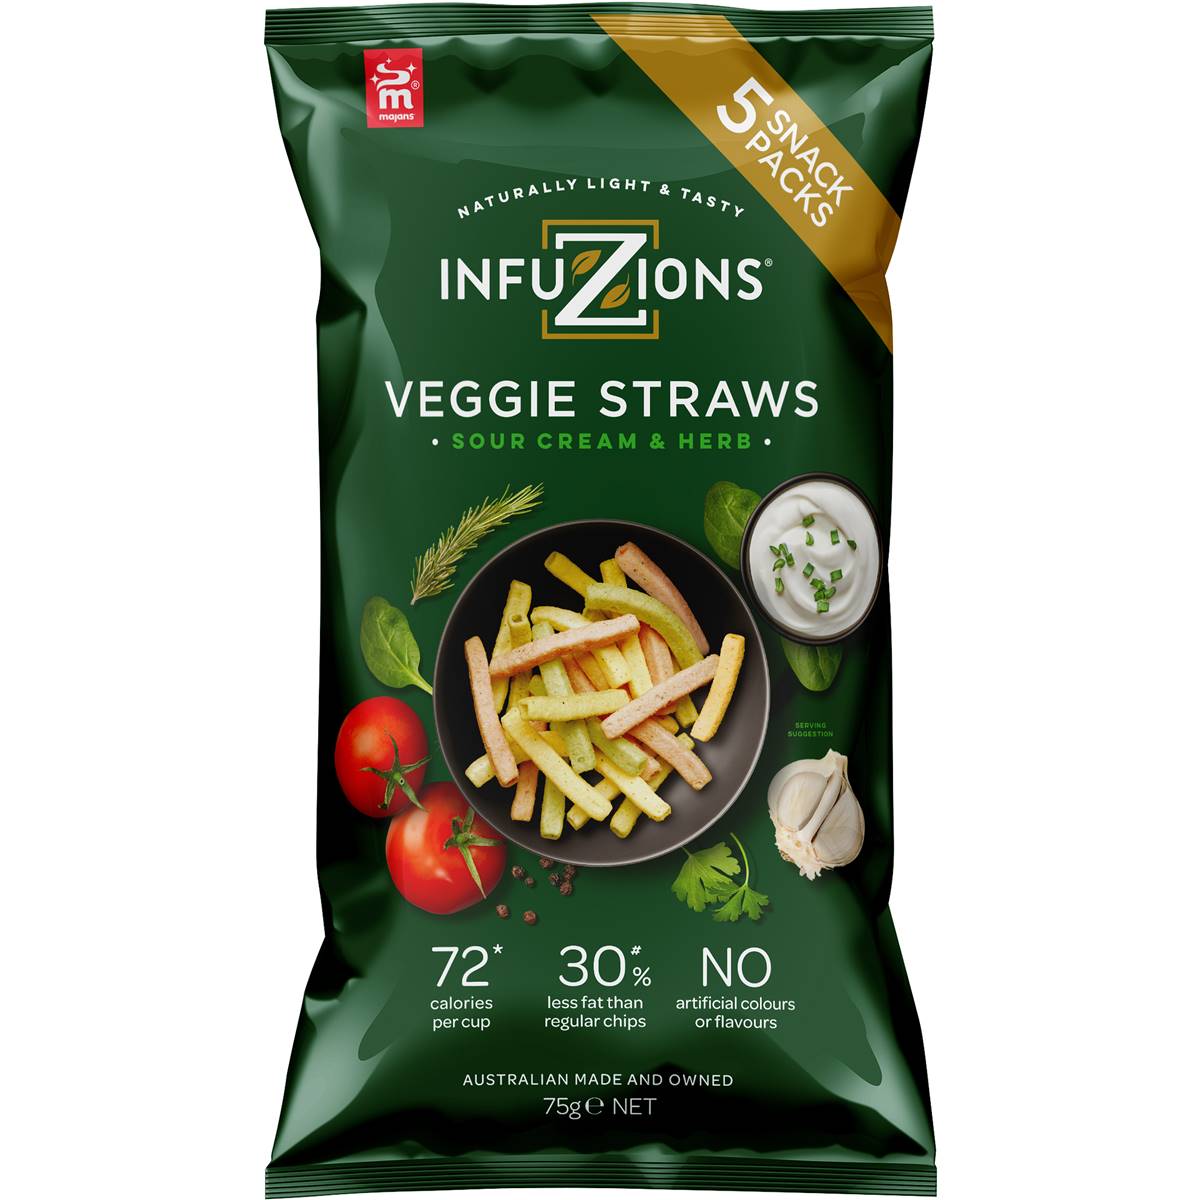 m®
majans
5 SNACK
PACKS
NATURALLY LIGHT & TASTY
INFUZIONS®
VEGGIE STRAWS
• SOUR CREAM & HERB •
SERVING
SUGGESTION
72* 30#% NO
calories less fat than artificial colours
per cup regular chips or flavours
AUSTRALIAN MADE AND OWNED
75g ℮ NET